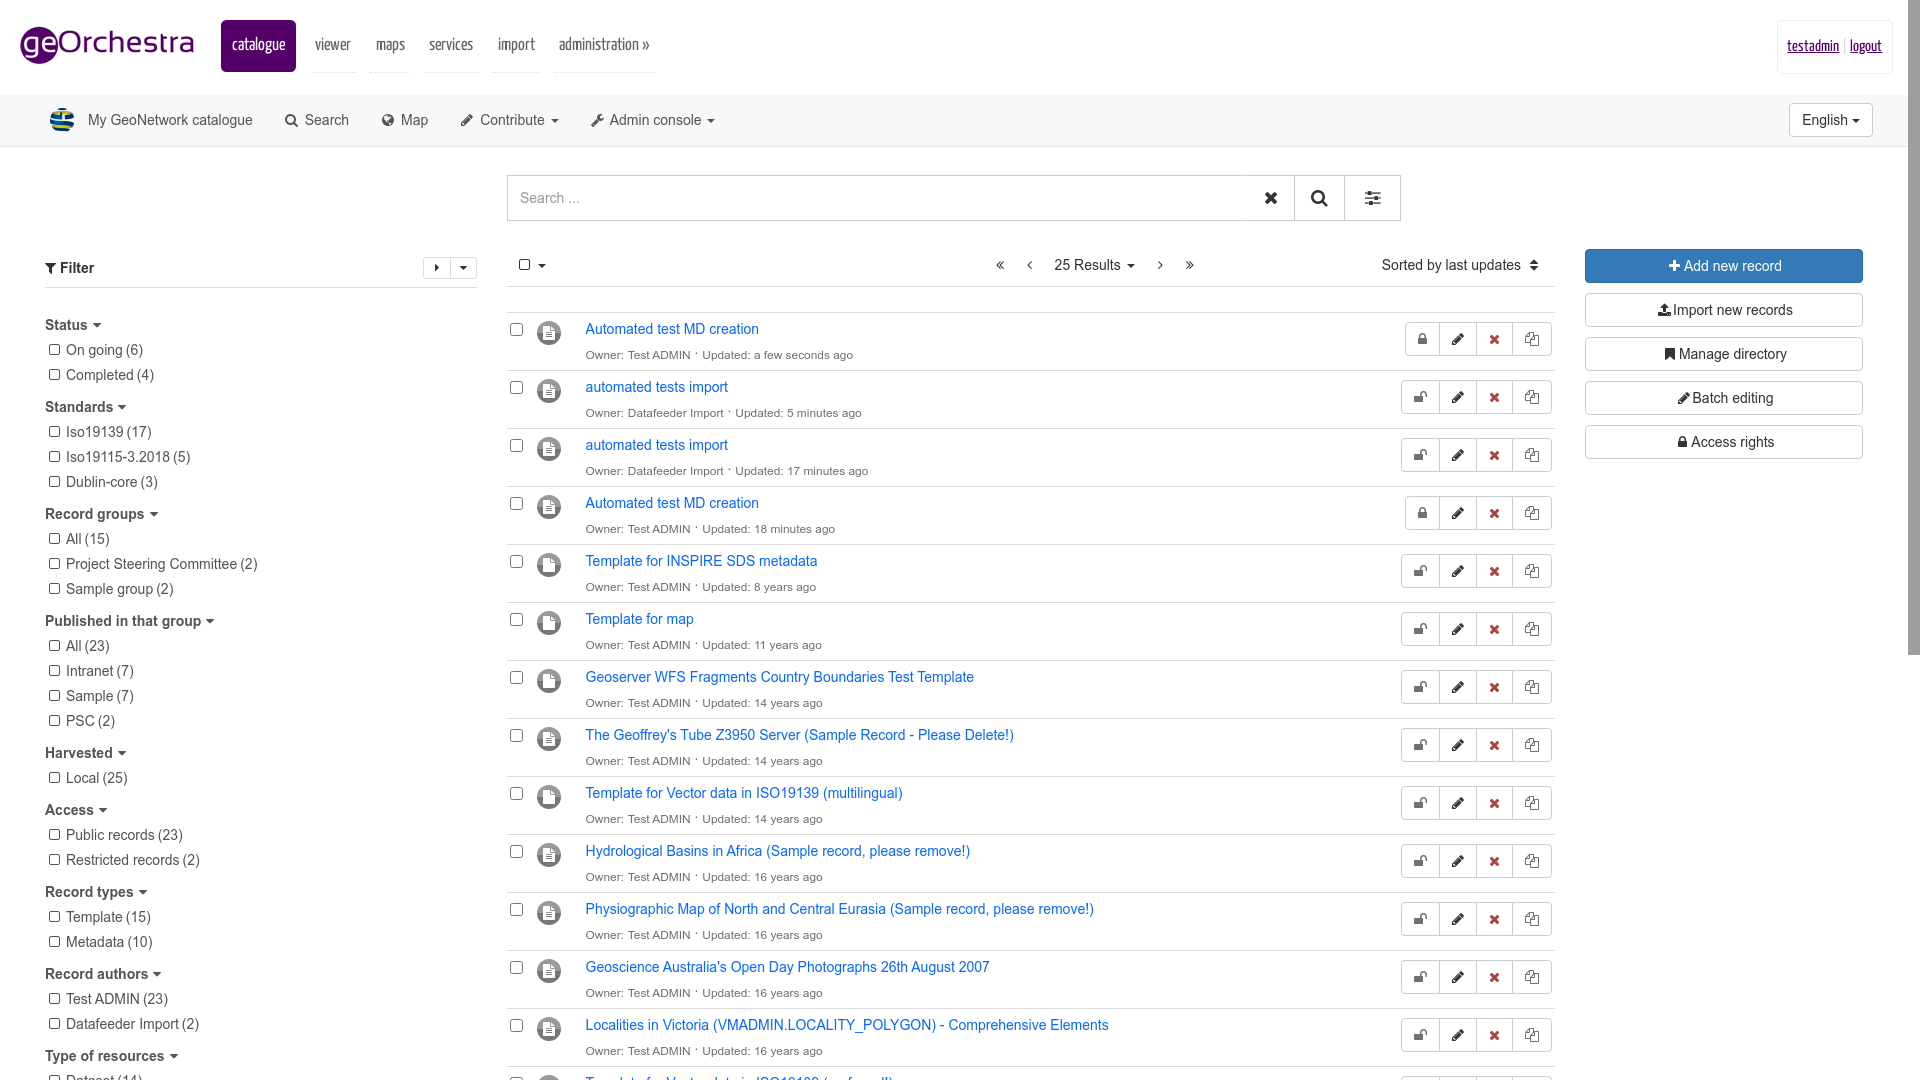 geOrchestra
catalogue viewer maps services import administration »
testadmin logout
My GeoNetwork catalogue Search Map Contribute Admin console
English
Search ...
Filter
25 Results
Sorted by last updates
Add new record
Import new records
Manage directory
Batch editing
Access rights
Status
On going (6)
Completed (4)
Standards
Iso19139 (17)
Iso19115-3.2018 (5)
Dublin-core (3)
Record groups
All (15)
Project Steering Committee (2)
Sample group (2)
Published in that group
All (23)
Intranet (7)
Sample (7)
PSC (2)
Harvested
Local (25)
Access
Public records (23)
Restricted records (2)
Record types
Template (15)
Metadata (10)
Record authors
Test ADMIN (23)
Datafeeder Import (2)
Type of resources
Dataset (14)
Automated test MD creation
Owner: Test ADMIN · Updated: a few seconds ago
automated tests import
Owner: Datafeeder Import · Updated: 5 minutes ago
automated tests import
Owner: Datafeeder Import · Updated: 17 minutes ago
Automated test MD creation
Owner: Test ADMIN · Updated: 18 minutes ago
Template for INSPIRE SDS metadata
Owner: Test ADMIN · Updated: 8 years ago
Template for map
Owner: Test ADMIN · Updated: 11 years ago
Geoserver WFS Fragments Country Boundaries Test Template
Owner: Test ADMIN · Updated: 14 years ago
The Geoffrey's Tube Z3950 Server (Sample Record - Please Delete!)
Owner: Test ADMIN · Updated: 14 years ago
Template for Vector data in ISO19139 (multilingual)
Owner: Test ADMIN · Updated: 14 years ago
Hydrological Basins in Africa (Sample record, please remove!)
Owner: Test ADMIN · Updated: 16 years ago
Physiographic Map of North and Central Eurasia (Sample record, please remove!)
Owner: Test ADMIN · Updated: 16 years ago
Geoscience Australia's Open Day Photographs 26th August 2007
Owner: Test ADMIN · Updated: 16 years ago
Localities in Victoria (VMADMIN.LOCALITY_POLYGON) - Comprehensive Elements
Owner: Test ADMIN · Updated: 16 years ago
Template for Vector data in ISO19139